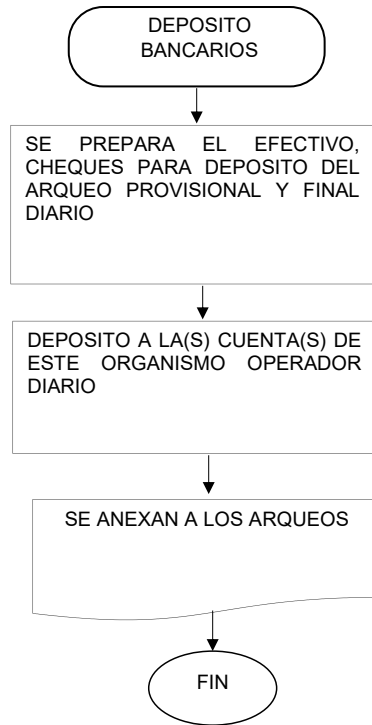 DEPOSITO
BANCARIOS
SE PREPARA EL EFECTIVO,
CHEQUES PARA DEPOSITO DEL
ARQUEO PROVISIONAL Y FINAL
DIARIO
DEPOSITO A LA(S) CUENTA(S) DE
ESTE ORGANISMO OPERADOR
DIARIO
SE ANEXAN A LOS ARQUEOS
FIN